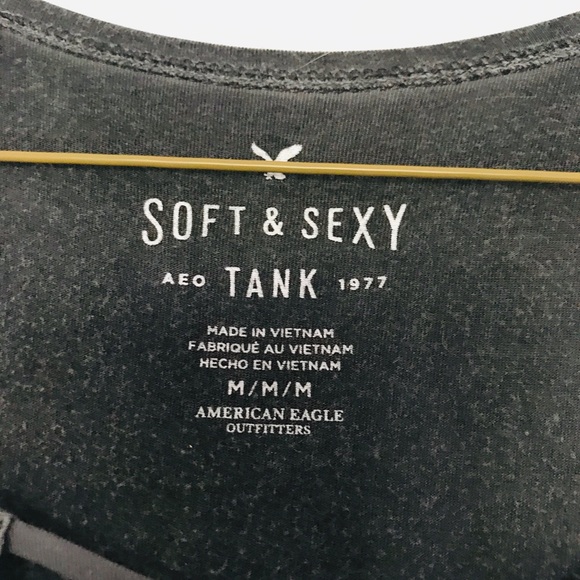 SOFT & SEXY
AEO TANK 1977
MADE IN VIETNAM
FABRIQUÉ AU VIETNAM
HECHO EN VIETNAM
M/M/M
AMERICAN EAGLE
OUTFITTERS